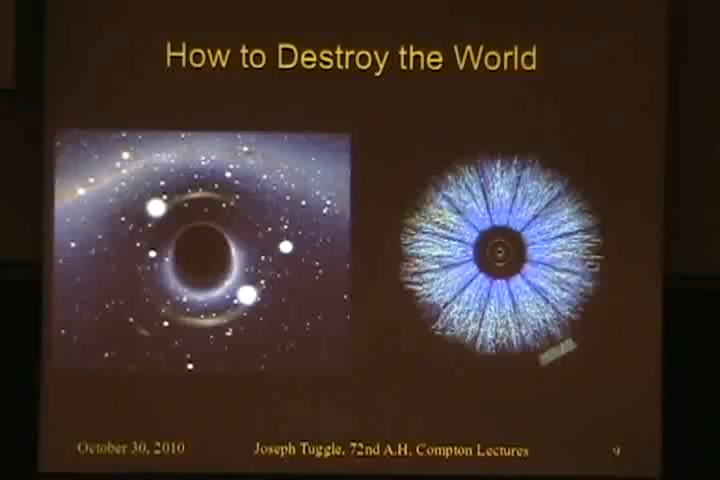 How to Destroy the World
October 30, 2010
Joseph Tuggle, 72nd A.H. Compton Lectures
9